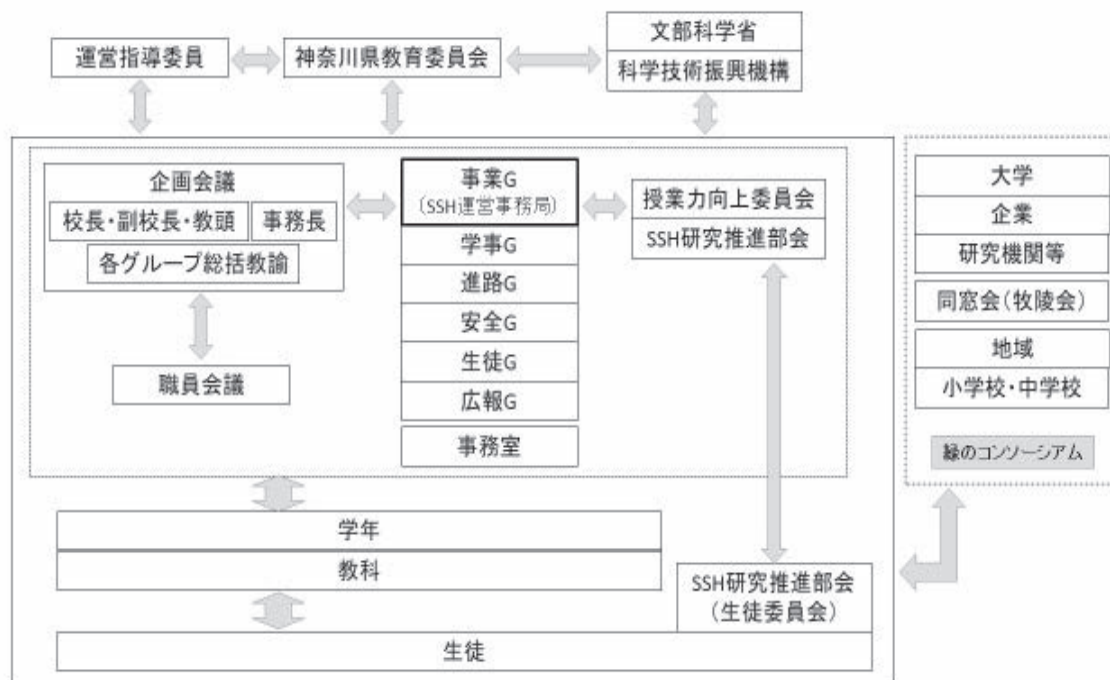 運営指導委員
神奈川県教育委員会
文部科学省
科学技術振興機構
企画会議
校長・副校長・教頭
事務長
各グループ総括教諭
職員会議
事業G
(SSH運営事務局)
学事G
進路G
安全G
生徒G
広報G
事務室
授業力向上委員会
SSH研究推進部会
大学
企業
研究機関等
同窓会(牧陵会)
地域
小学校・中学校
緑のコンソーシアム
学年
教科
SSH研究推進部会
(生徒委員会)
生徒